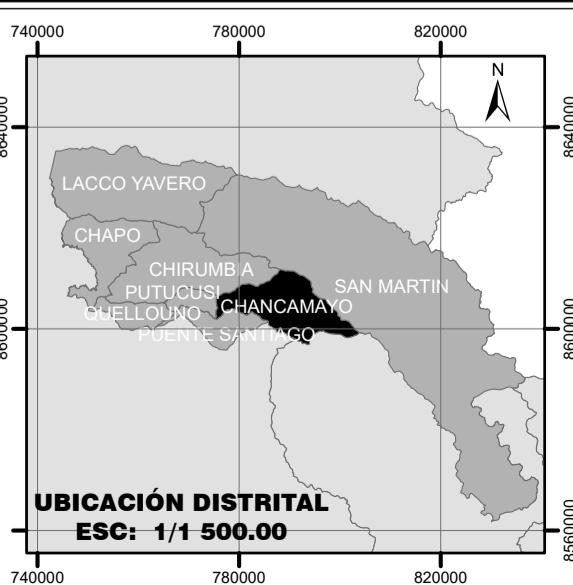 740000 780000 820000
N
8640000 8640000
LACCO YAVERO
CHAPO
CHIRUMBIA
SAN MARTIN
PUTUCUSI
CHANCAMAYO
QUELLOUNO
8600000 8600000
PUENTE SANTIAGO
UBICACIÓN DISTRITAL
ESC: 1/1 500.00
8560000
740000 780000 820000